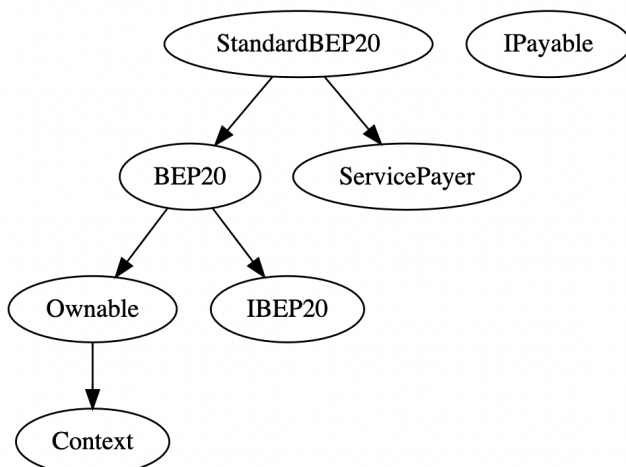 StandardBEP20
IPayable
BEP20
ServicePayer
Ownable
IBEP20
Context